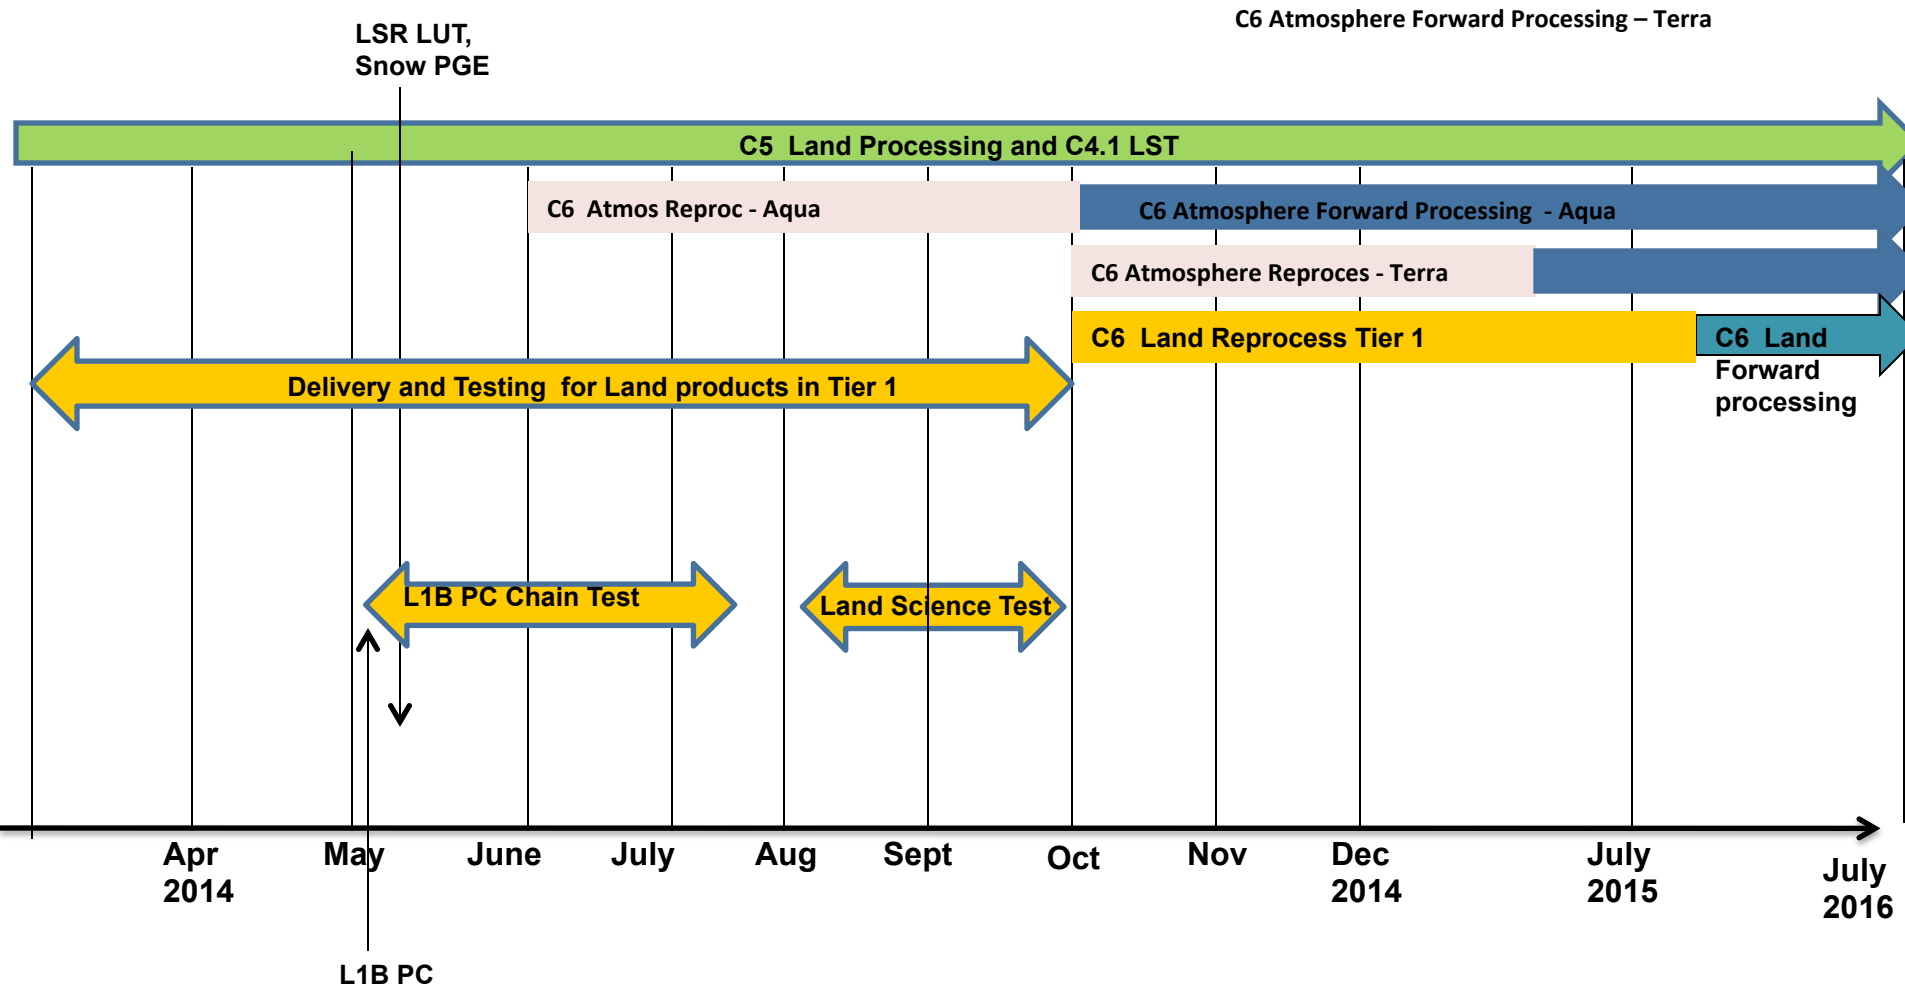 C6 Atmosphere Forward Processing – Terra
LSR LUT,
Snow PGE
C5 Land Processing and C4.1 LST
C6 Atmos Reproc - Aqua
C6 Atmosphere Forward Processing - Aqua
C6 Atmosphere Reproces - Terra
C6 Land Reprocess Tier 1
C6 Land
Forward
processing
Delivery and Testing for Land products in Tier 1
L1B PC Chain Test
Land Science Test
Apr
2014
May
June
July
Aug
Sept
Oct
Nov
Dec
2014
July
2015
July
2016
L1B PC